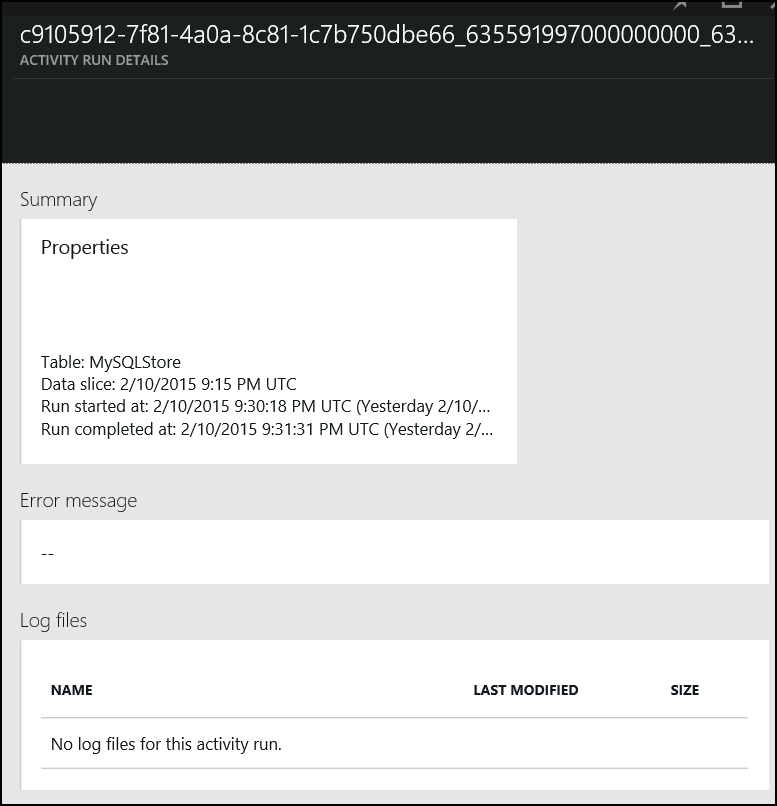 c9105912-7f81-4a0a-8c81-1c7b750dbe66_635591997000000000_63...
ACTIVITY RUN DETAILS
Summary
Properties
Table: MySQLStore
Data slice: 2/10/2015 9:15 PM UTC
Run started at: 2/10/2015 9:30:18 PM UTC (Yesterday 2/10/...
Run completed at: 2/10/2015 9:31:31 PM UTC (Yesterday 2/...
Error message
--
Log files
NAME LAST MODIFIED SIZE
No log files for this activity run.